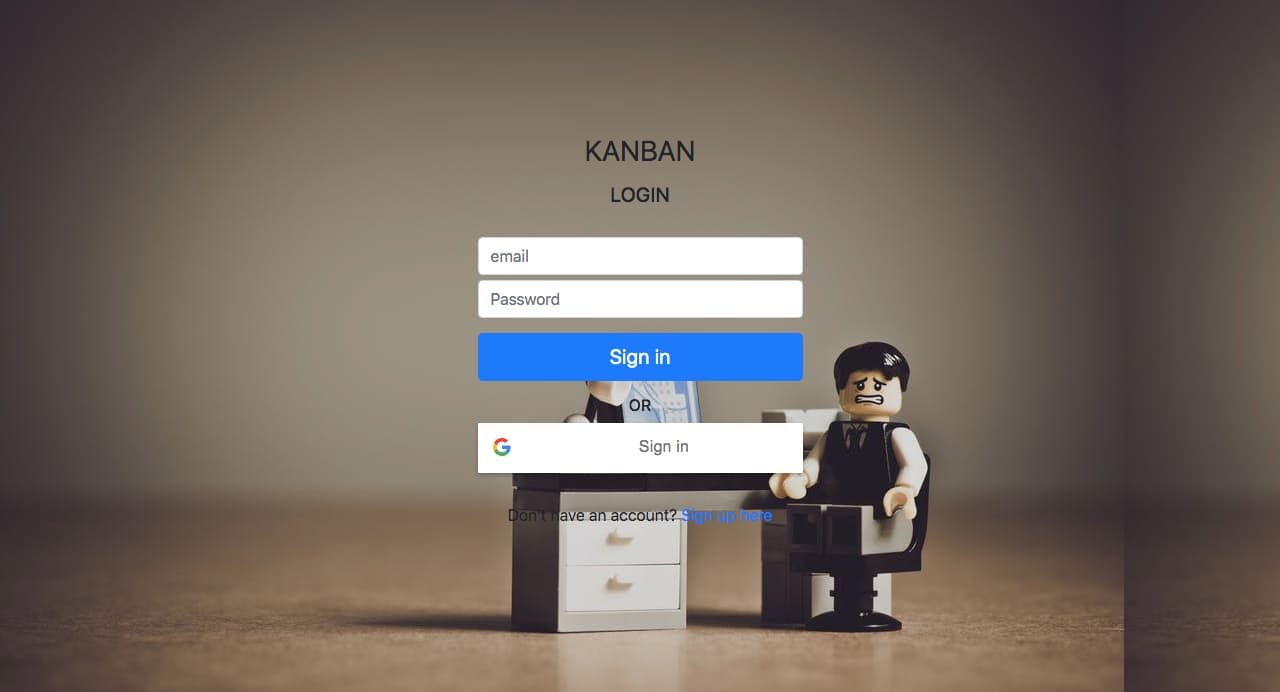 KANBAN
LOGIN
email
Password
Sign in
OR
Sign in
Don't have an account? Sign up here